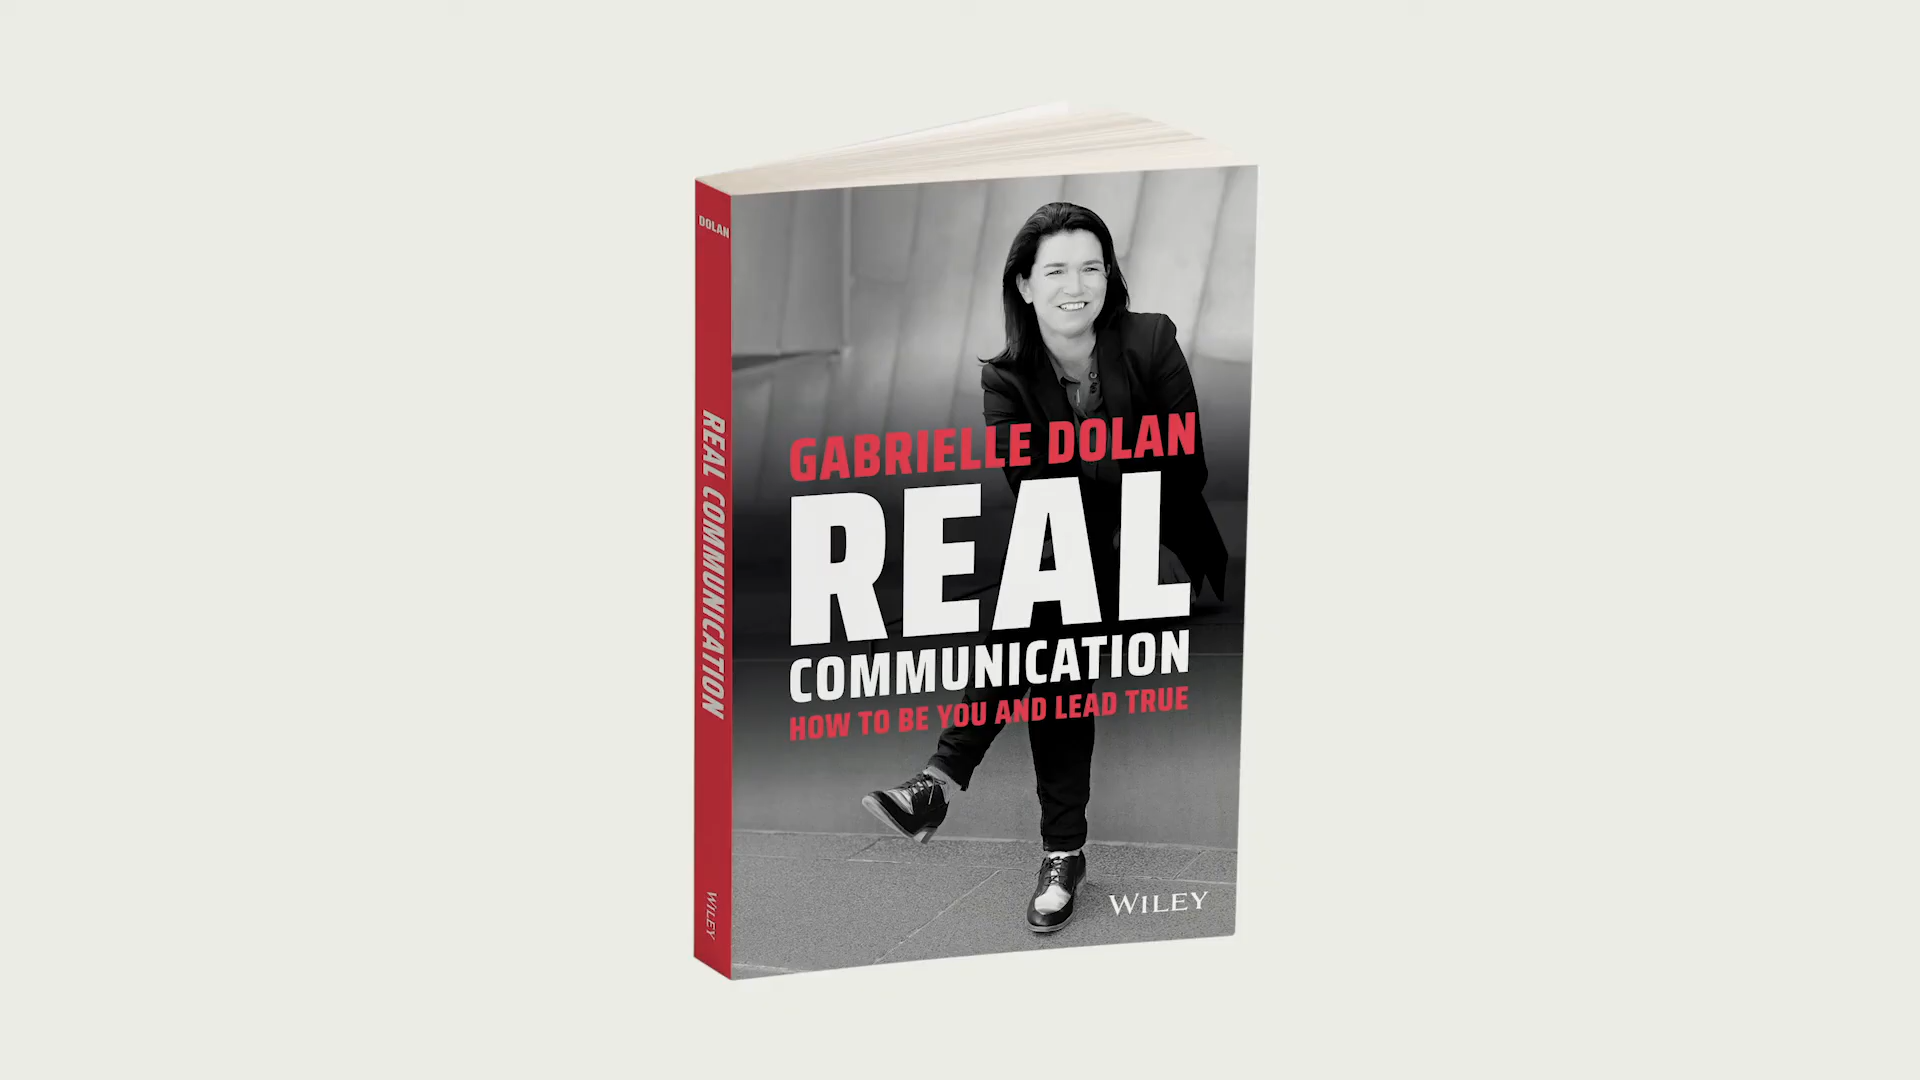 DOLAN
REAL COMMUNICATION
WILEY
GABRIELLE DOLAN
REAL
COMMUNICATION
HOW TO BE YOU AND LEAD TRUE
WILEY